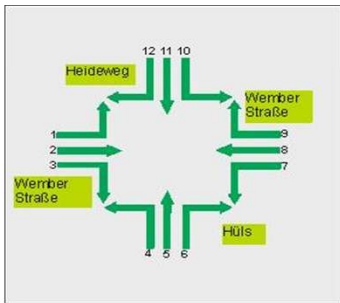 12 11 10
Heideweg
Wember
Straße
1
9
2
8
3
7
Wember
Straße
Hüls
4 5 6